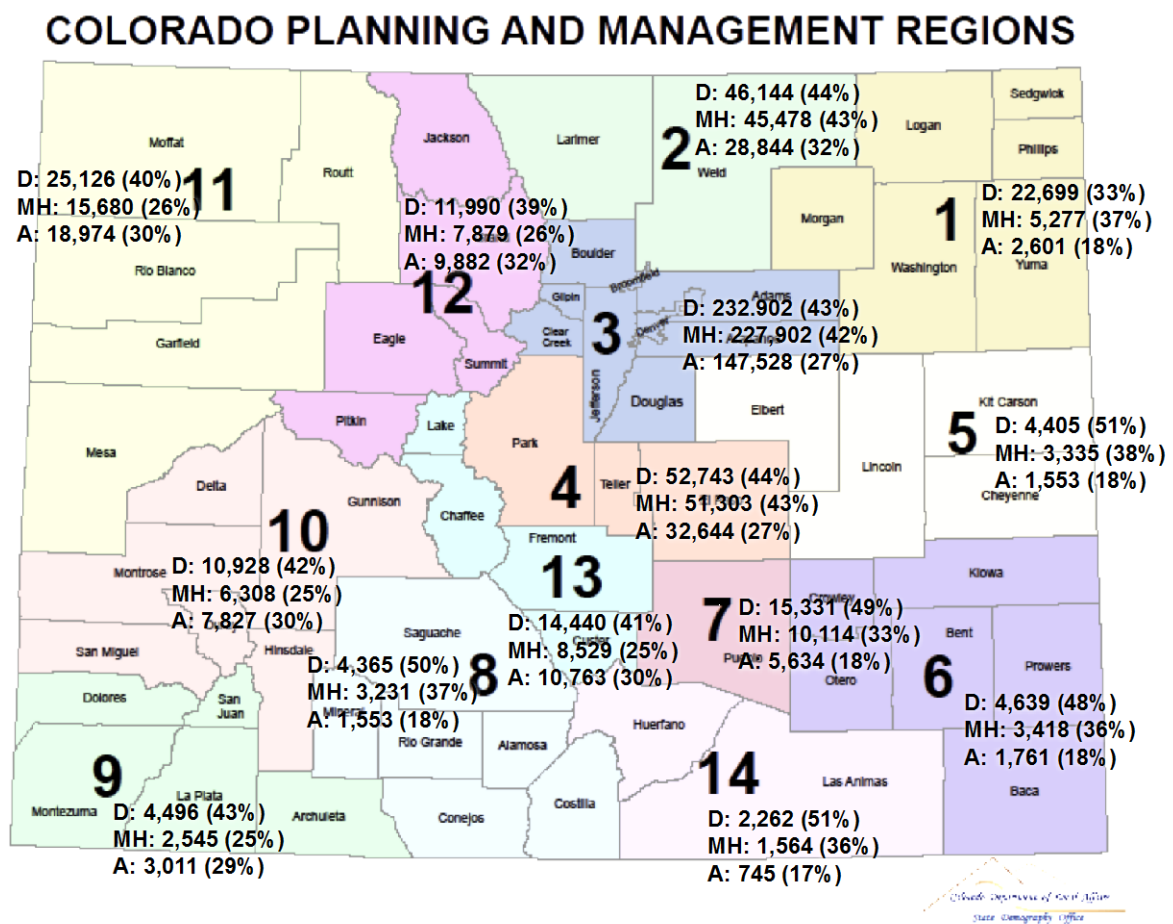 COLORADO PLANNING AND MANAGEMENT REGIONS
Moffat
Routt
Jackson
Larimer
D: 46,144 (44%)
MH: 45,478 (43%)
A: 28,844 (32%)
2
Weld
Logan
Sedgwick
Phillips
D: 25,126 (40%)
MH: 15,680 (26%)
A: 18,974 (30%)
11
D: 11,990 (39%)
MH: 7,879 (26%)
A: 9,882 (32%)
12
Morgan
1
Washington
D: 22,699 (33%)
MH: 5,277 (37%)
A: 2,601 (18%)
Yuma
Rio Blanco
Garfield
Eagle
Summit
Boulder
Broomfield
Gilpin
Clear
Creek
3
Adams
Denver
D: 232.902 (43%)
MH: 227,902 (42%)
A: 147,528 (27%)
Jefferson
Douglas
Elbert
Kit Carson
5
D: 4,405 (51%)
MH: 3,335 (38%)
A: 1,553 (18%)
Cheyenne
Lincoln
Mesa
Pitkin
Lake
Park
4
Teller
D: 52,743 (44%)
MH: 51,303 (43%)
A: 32,644 (27%)
Delta
Gunnison
Chaffee
10
Fremont
13
Montrose
D: 10,928 (42%)
MH: 6,308 (25%)
A: 7,827 (30%)
San Miguel
Hinsdale
Saguache
D: 14,440 (41%)
MH: 8,529 (25%)
A: 10,763 (30%)
Custer
7
D: 15,331 (49%)
MH: 10,114 (33%)
A: 5,634 (18%)
Pueblo
Crowley
Otero
Kiowa
Bent
6
Prowers
D: 4,639 (48%)
MH: 3,418 (36%)
A: 1,761 (18%)
Baca
D: 4,365 (50%)
MH: 3,231 (37%)
A: 1,553 (18%)
8
Mineral
Rio Grande
Alamosa
Dolores
San
Juan
9
Montezuma
La Plata
D: 4,496 (43%)
MH: 2,545 (25%)
A: 3,011 (29%)
Archuleta
Conejos
Costilla
Huerfano
14
Las Animas
D: 2,262 (51%)
MH: 1,564 (36%)
A: 745 (17%)
Colorado Department of Local Affairs
State Demography Office